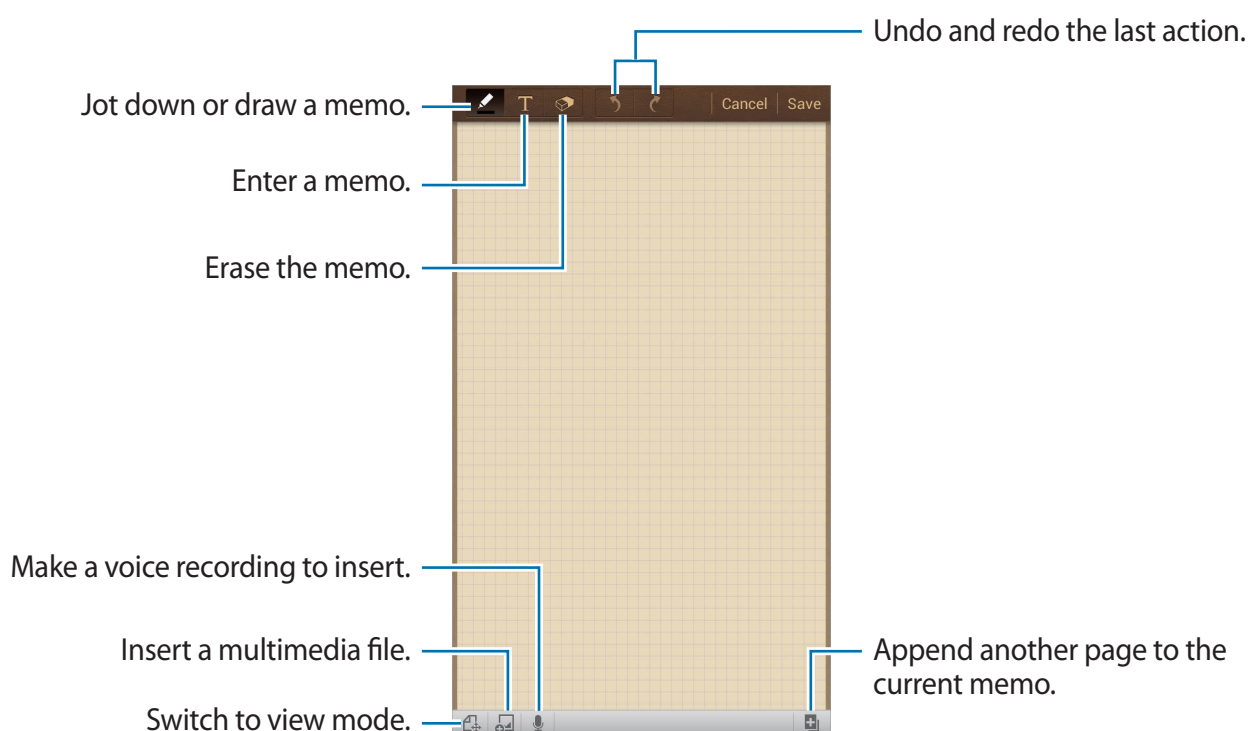 Undo and redo the last action.
Jot down or draw a memo.
T
Cancel
Save
Enter a memo.
Erase the memo.
Make a voice recording to insert.
Insert a multimedia file.
Append another page to the
current memo.
Switch to view mode.